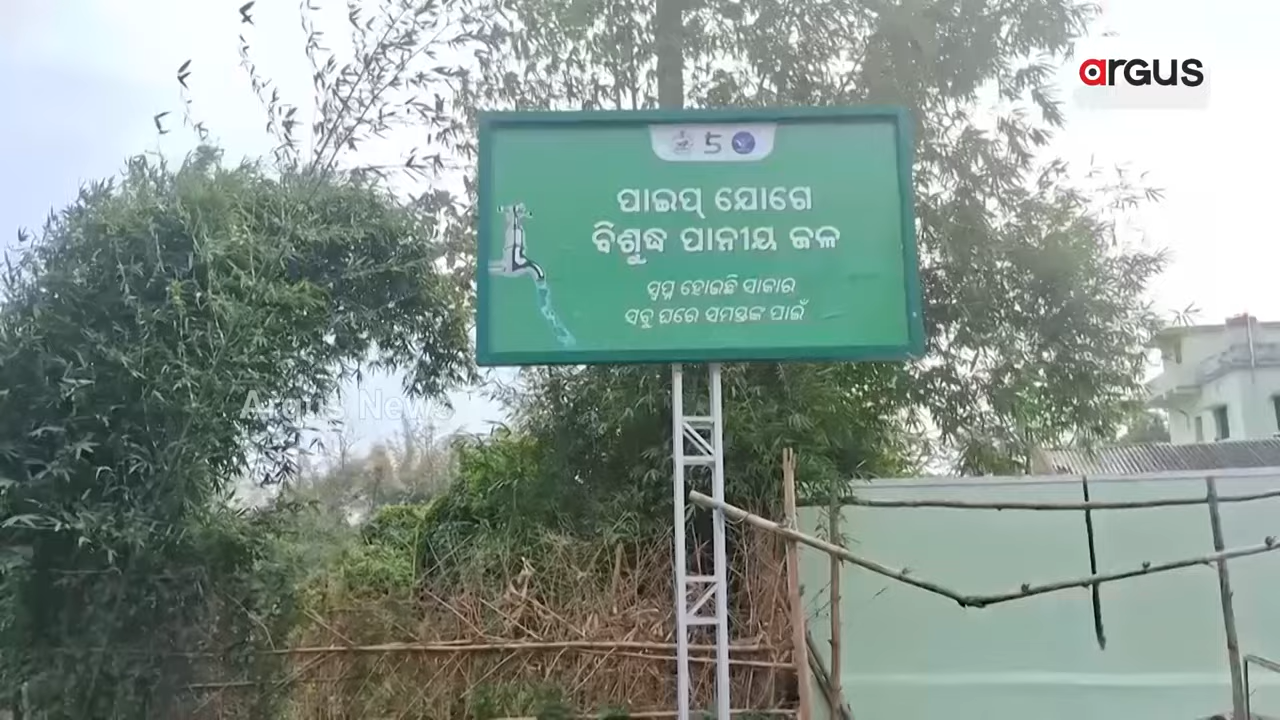 argus
5
ପାଇପ୍ ଯୋଗେ
ବିଶୁଦ୍ଧ ପାନୀୟ ଜଳ
ସ୍ୱପ୍ନ ହୋଇଛି ସାକାର
ସବୁ ଘରେ ସମସ୍ତଙ୍କ ପାଇଁ
Argus News